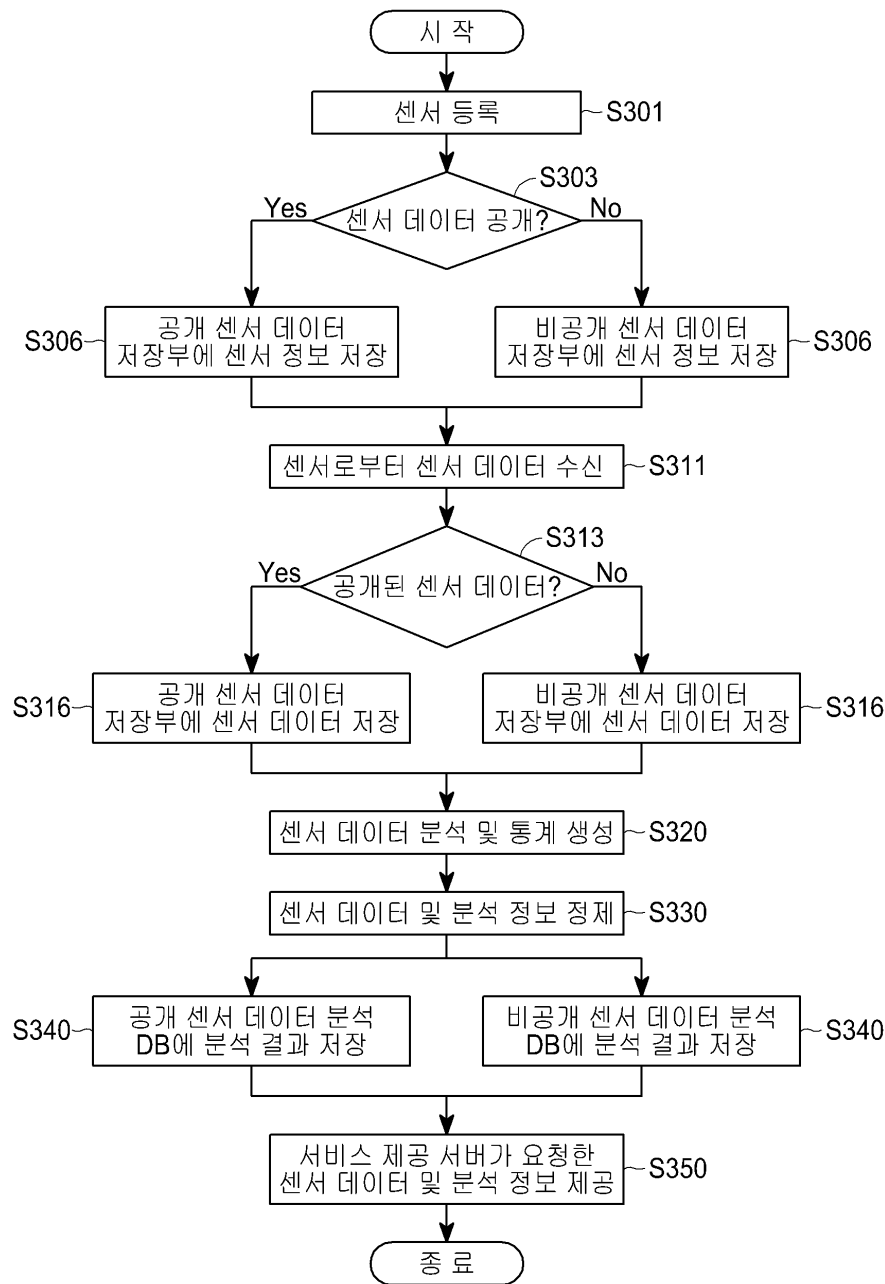 시 작
센서 등록
S301
S303
Yes
센서 데이터 공개?
No
S306
공개 센서 데이터
저장부에 센서 정보 저장
비공개 센서 데이터
저장부에 센서 정보 저장
S306
센서로부터 센서 데이터 수신
S311
S313
Yes
공개된 센서 데이터?
No
S316
공개 센서 데이터
저장부에 센서 데이터 저장
비공개 센서 데이터
저장부에 센서 데이터 저장
S316
센서 데이터 분석 및 통계 생성
S320
센서 데이터 및 분석 정보 정제
S330
S340
공개 센서 데이터 분석
DB에 분석 결과 저장
비공개 센서 데이터 분석
DB에 분석 결과 저장
S340
서비스 제공 서버가 요청한
센서 데이터 및 분석 정보 제공
S350
종 료